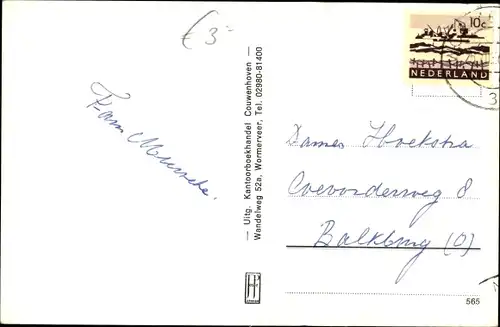 € 3-
10c
NEDERLAND
3
Fam
— Uitg. Kantoorboekhandel Couwenhoven —
Wandelweg 52a, Wormerveer, Tel. 02980-81400
Dames Hoekstra
Coevorderweg 8
Balkbrug (O)
565